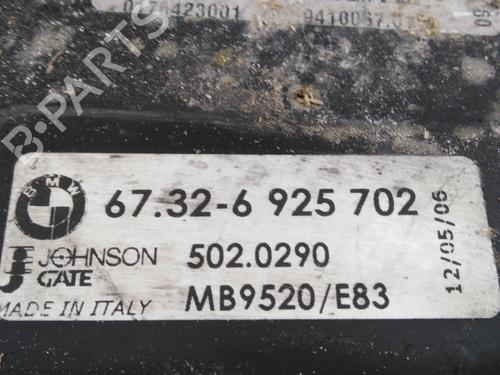 0176423001
BMW
67.32-6 925 702
JOHNSON
GATE
502.0290
MADE IN ITALY
MB9520/E83
12/05/06
B-PARTS